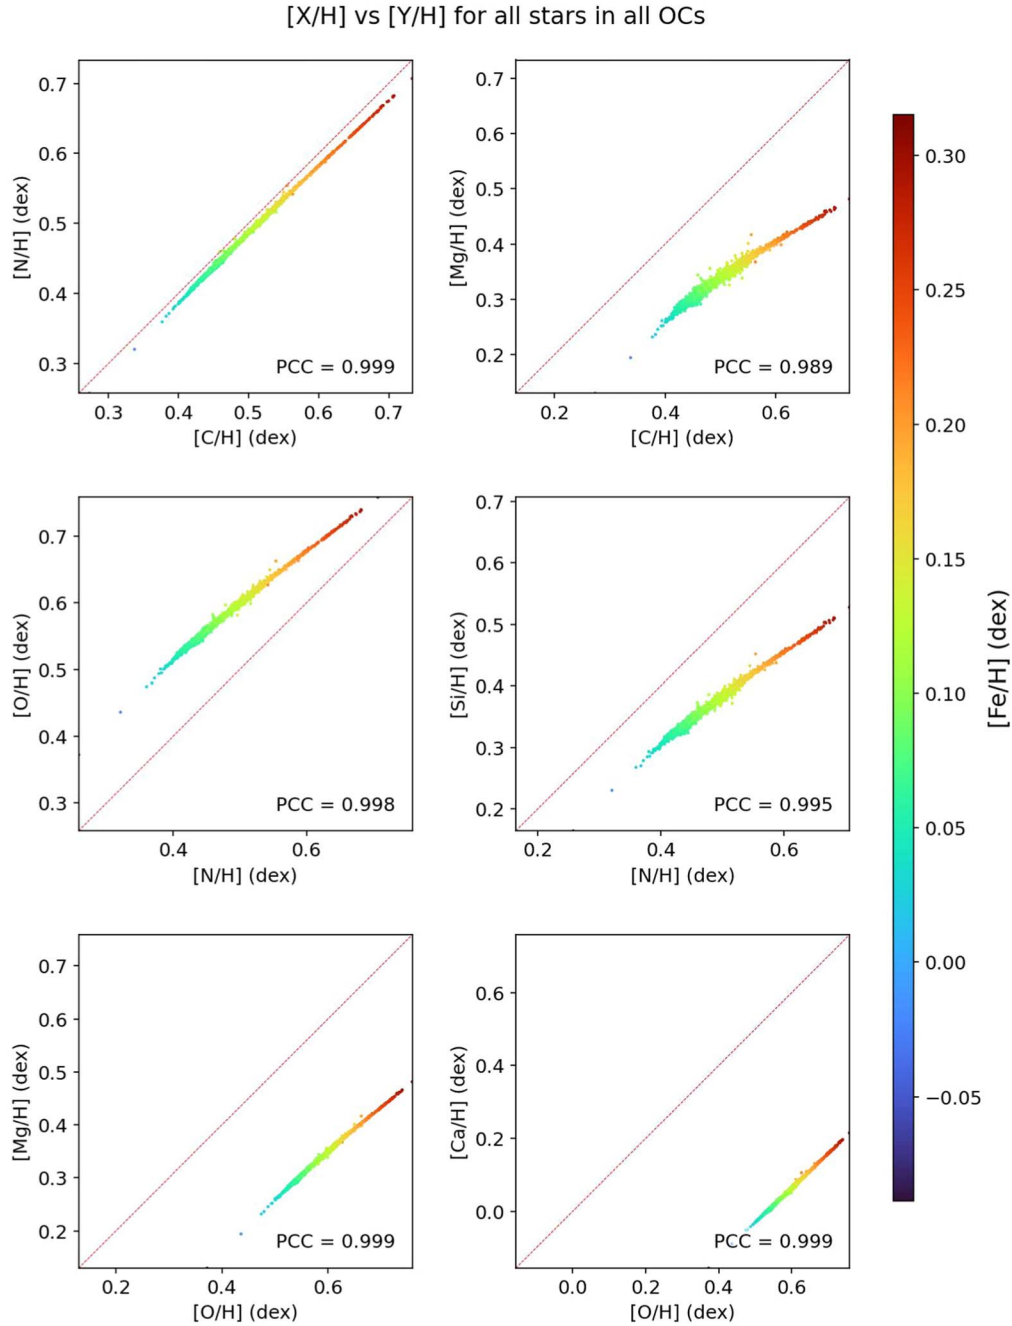 [X/H] vs [Y/H] for all stars in all OCs
0.7
0.6
0.5
0.4
0.3
[N/H] (dex)
PCC = 0.999
0.3 0.4 0.5 0.6 0.7
[C/H] (dex)
0.7
0.6
0.5
0.4
0.3
0.2
[Mg/H] (dex)
PCC = 0.989
0.2 0.4 0.6
[C/H] (dex)
0.7
0.6
0.5
0.4
0.3
[O/H] (dex)
PCC = 0.998
0.4 0.6
[N/H] (dex)
0.7
0.6
0.5
0.4
0.3
0.2
[Si/H] (dex)
PCC = 0.995
0.2 0.4 0.6
[N/H] (dex)
0.7
0.6
0.5
0.4
0.3
0.2
[Mg/H] (dex)
PCC = 0.999
0.2 0.4 0.6
[O/H] (dex)
0.6
0.4
0.2
0.0
[Ca/H] (dex)
PCC = 0.999
0.0 0.2 0.4 0.6
[O/H] (dex)
0.30
0.25
0.20
0.15
0.10
0.05
0.00
−0.05
[Fe/H] (dex)